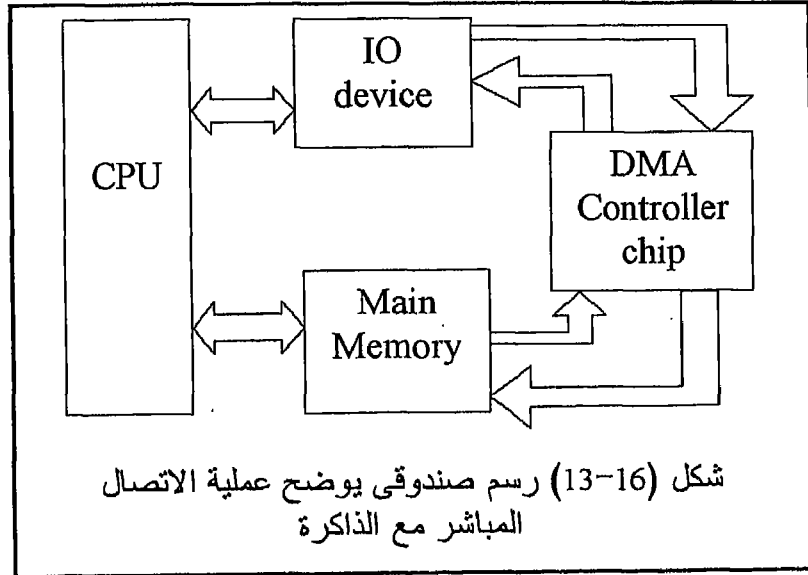 IO
device
CPU
DMA
Controller
chip
Main
Memory
شكل (16-13) رسم صندوقى يوضح عملية الاتصال
المباشر مع الذاكرة